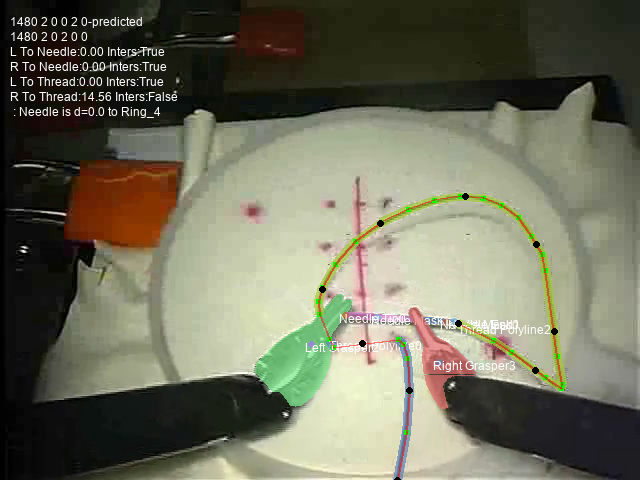 1480 2 0 0 2 0-predicted
1480 2 0 2 0 0
L To Needle:0.00 Inters:True
R To Needle:0.00 Inters:True
L To Thread:0.00 Inters:True
R To Thread:14.56 Inters:False
: Needle is d=0.0 to Ring_4
Thread Polyline2
Left Grasper2
Right Grasper3